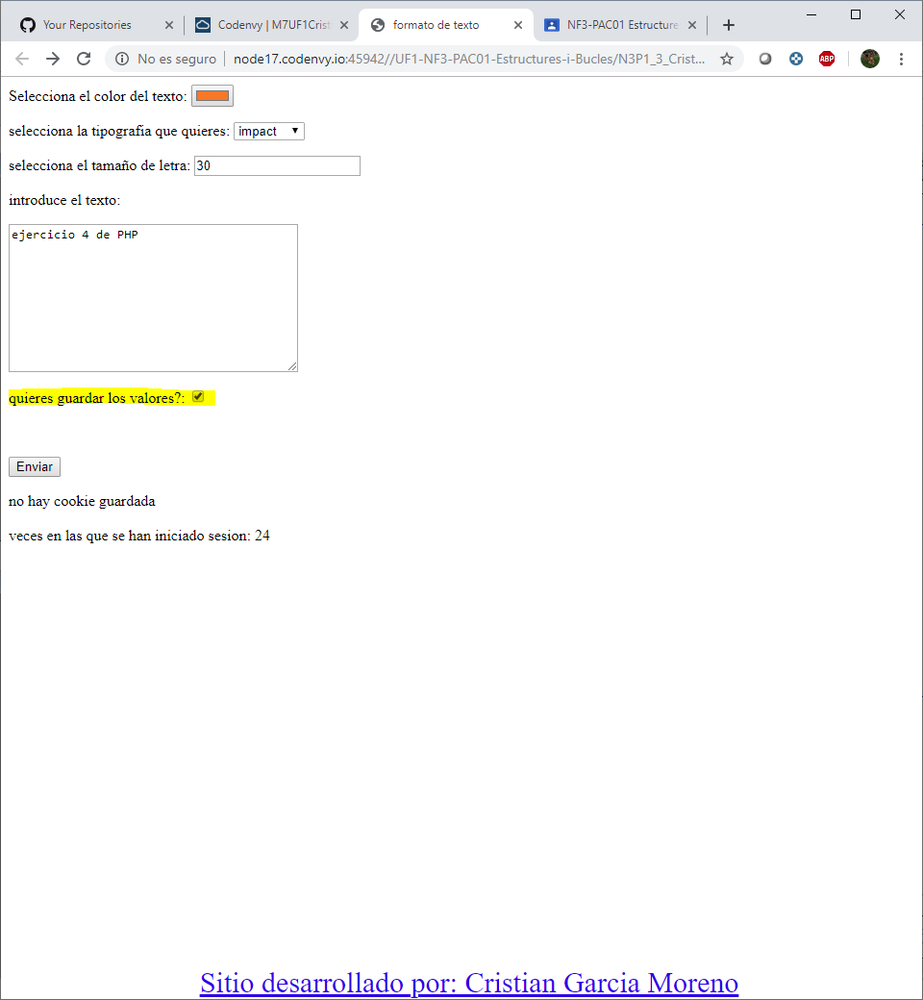 Your Repositories
Codenvy | M7UF1Crist
formato de texto
NF3-PAC01 Estructures
No es seguro
node17.codenvy.io:45942//UF1-NF3-PAC01-Estructures-i-Bucles/N3P1_3_Crist...
ABP
Selecciona el color del texto:
selecciona la tipografía que quieres: impact
selecciona el tamaño de letra: 30
introduce el texto:
ejercicio 4 de PHP
quieres guardar los valores?:
Enviar
no hay cookie guardada
veces en las que se han iniciado sesion: 24
Sitio desarrollado por: Cristian Garcia Moreno